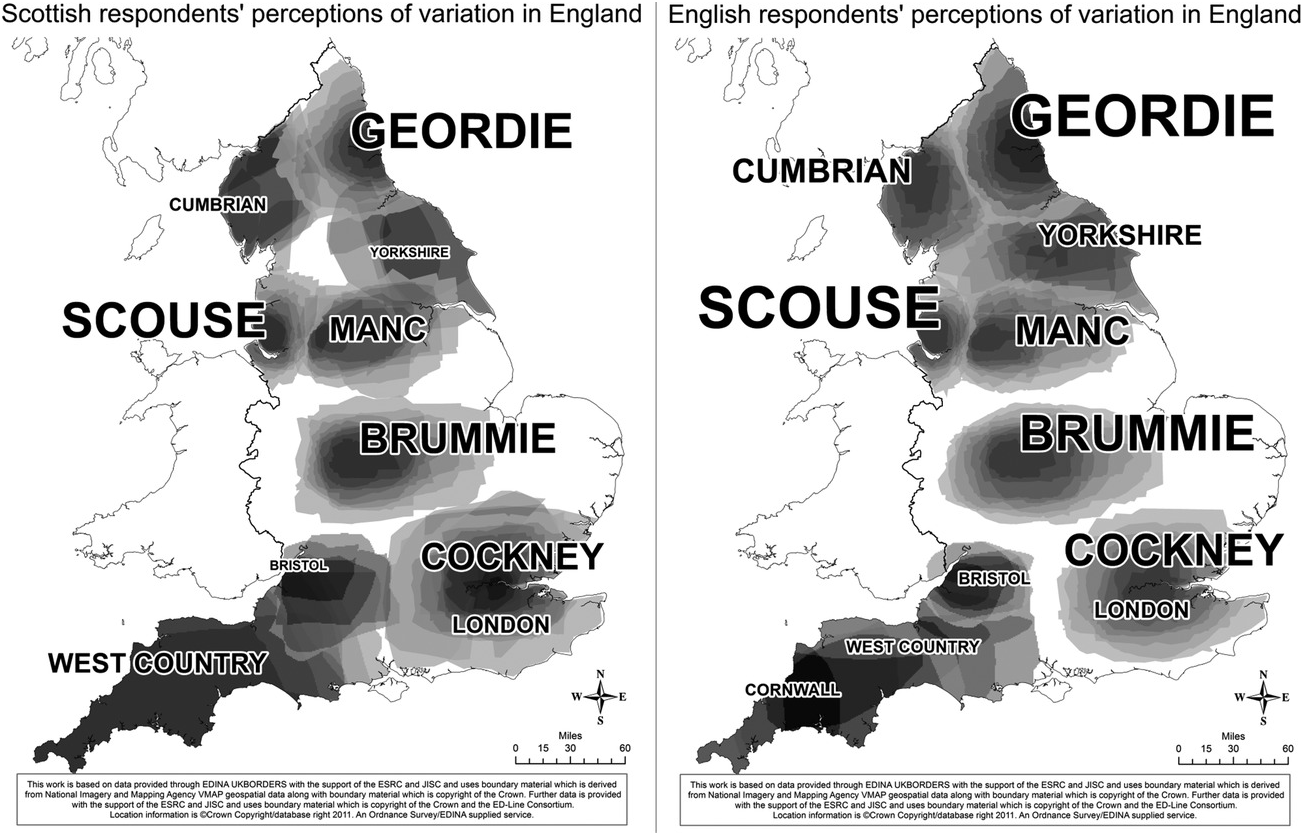 Scottish respondents' perceptions of variation in England
GEORDIE
CUMBRIAN
YORKSHIRE
SCOUSE
MANC
BRUMMIE
BRISTOL
COCKNEY
LONDON
WEST COUNTRY
N
W E
S
Miles
0 15 30 60
This work is based on data provided through EDINA UKBORDERS with the support of the ESRC and JISC and uses boundary material which is derived
from National Imagery and Mapping Agency VMAP geospatial data along with boundary material which is copyright of the Crown. Further data is provided
with the support of the ESRC and JISC and uses boundary material which is copyright of the Crown and the ED-Line Consortium.
Location information is ©Crown Copyright/database right 2011. An Ordnance Survey/EDINA supplied service.
English respondents' perceptions of variation in England
GEORDIE
CUMBRIAN
YORKSHIRE
SCOUSE
MANC
BRUMMIE
COCKNEY
BRISTOL
LONDON
WEST COUNTRY
CORNWALL
N
W E
S
Miles
0 15 30 60
This work is based on data provided through EDINA UKBORDERS with the support of the ESRC and JISC and uses boundary material which is derived
from National Imagery and Mapping Agency VMAP geospatial data along with boundary material which is copyright of the Crown. Further data is provided
with the support of the ESRC and JISC and uses boundary material which is copyright of the Crown and the ED-Line Consortium.
Location information is ©Crown Copyright/database right 2011. An Ordnance Survey/EDINA supplied service.